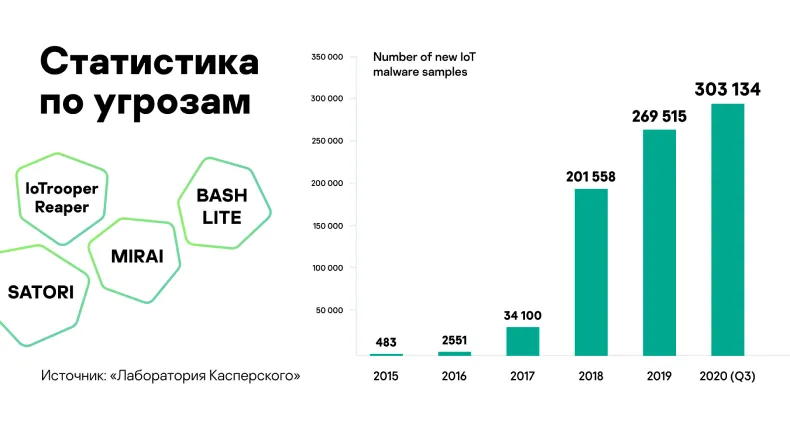 Статистика
по угрозам
IoTrooper
Reaper
BASH
LITE
MIRAI
SATORI
Источник: «Лаборатория Касперского»
Number of new IoT
malware samples
350 000
300 000
250 000
200 000
150 000
100 000
50 000
483
2551
34 100
201 558
269 515
303 134
2015
2016
2017
2018
2019
2020 (Q3)